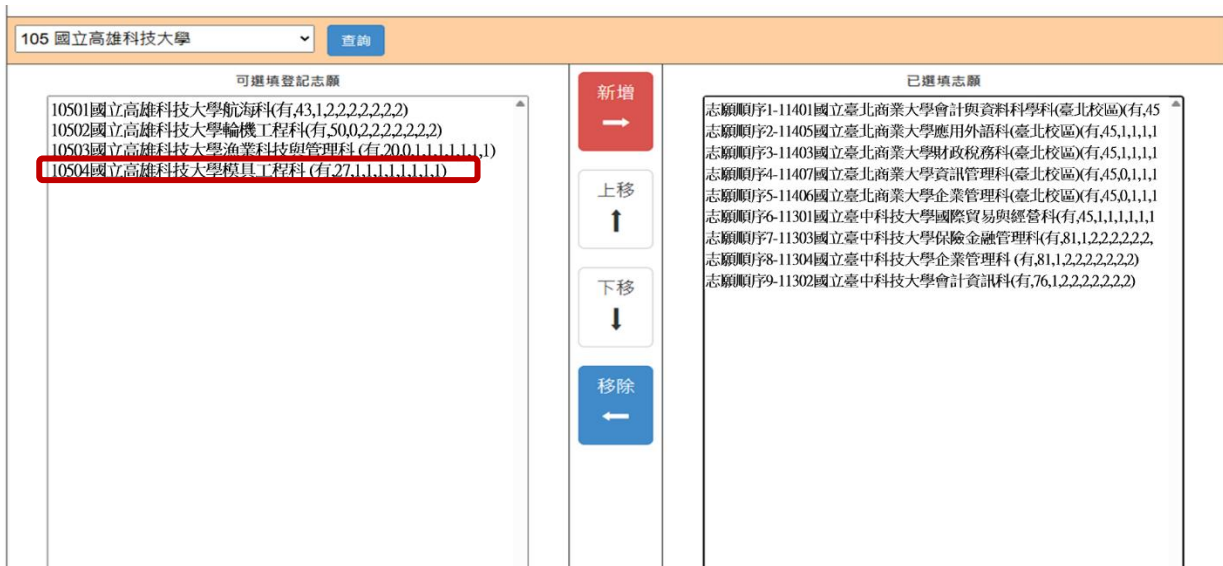 105 國立高雄科技大學
查詢
可選填登記志願
10501國立高雄科技大學航海科(有,43,1,2,2,2,2,2,2,2)
10502國立高雄科技大學輪機工程科(有,50,0,2,2,2,2,2,2,2)
10503國立高雄科技大學漁業科技與管理科 (有,20,0,1,1,1,1,1,1,1)
10504國立高雄科技大學模具工程科 (有,27,1,1,1,1,1,1,1,1)
新增
上移
下移
移除
已選填志願
志願順序1-11401國立臺北商業大學會計與資料科學科(臺北校區)(有,45
志願順序2-11405國立臺北商業大學應用外語科(臺北校區)(有,45,1,1,1,1
志願順序3-11403國立臺北商業大學財政稅務科(臺北校區)(有,45,1,1,1,1
志願順序4-11407國立臺北商業大學資訊管理科(臺北校區)(有,45,0,1,1,1
志願順序5-11406國立臺北商業大學企業管理科(臺北校區)(有,45,0,1,1,1
志願順序6-11301國立臺中科技大學國際貿易與經營科(有,45,1,1,1,1,1,1
志願順序7-11303國立臺中科技大學保險金融管理科(有,81,1,2,2,2,2,2,2,
志願順序8-11304國立臺中科技大學企業管理科 (有,81,1,2,2,2,2,2,2,2)
志願順序9-11302國立臺中科技大學會計資訊科(有,76,1,2,2,2,2,2,2,2)